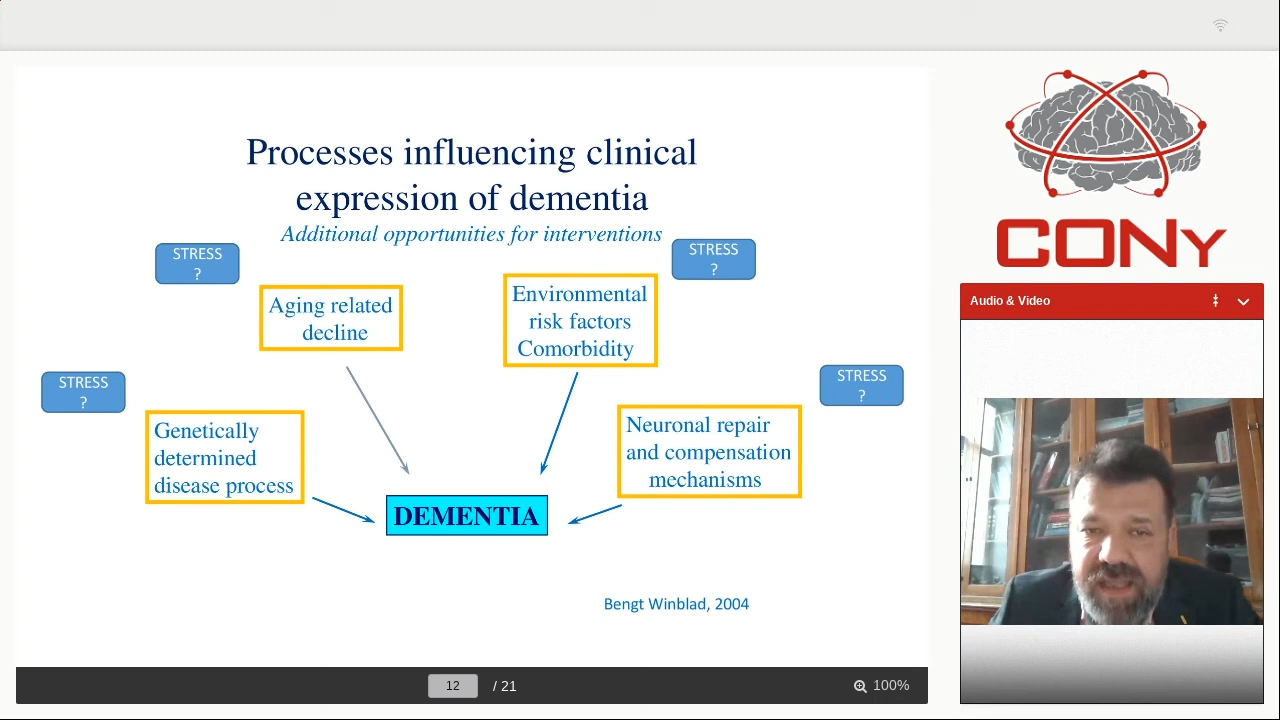 Processes influencing clinical
expression of dementia
Additional opportunities for interventions
STRESS
?
STRESS
?
Aging related
decline
Environmental
risk factors
Comorbidity
STRESS
?
STRESS
?
Genetically
determined
disease process
Neuronal repair
and compensation
mechanisms
DEMENTIA
Bengt Winblad, 2004
12 / 21
100%
CONy
Audio & Video